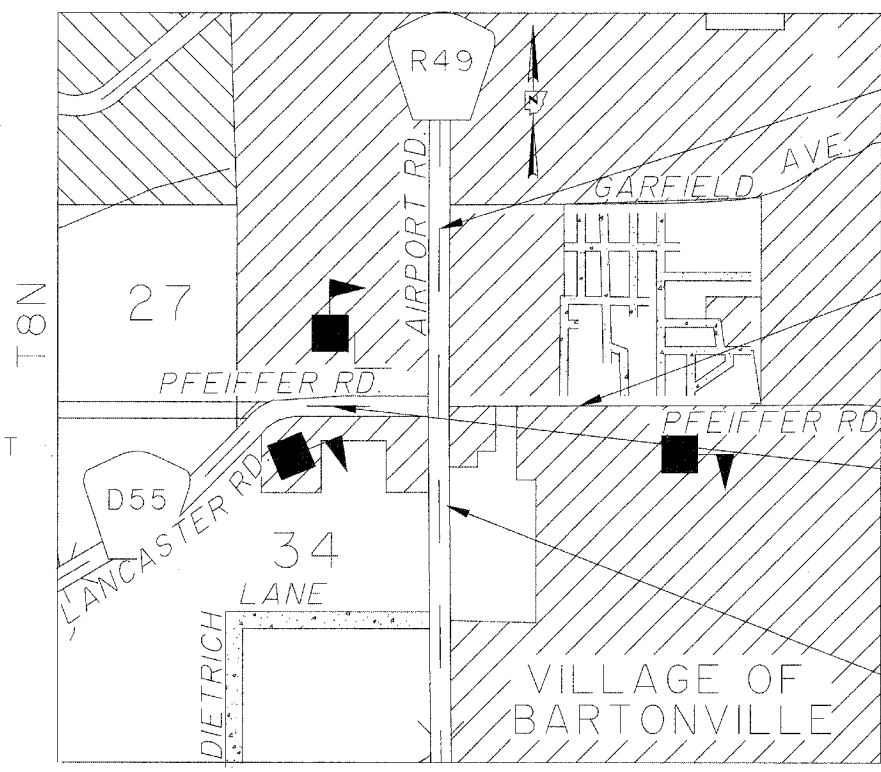 R49
N
AIRPORT RD.
GARFIELD AVE.
T8N
27
PFEIFFER RD.
PFEIFFER RD
T
D55
LANCASTER RD.
34
LANE
DIETRICH
VILLAGE OF
BARTONVILLE